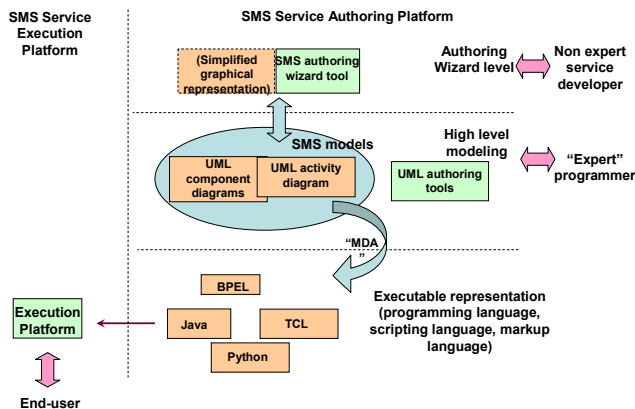 SMS Service
Execution
Platform
SMS Service Authoring Platform
(Simplified
graphical
representation)
SMS authoring
wizard tool
Authoring
Wizard level
Non expert
service
developer
SMS models
UML
component
diagrams
UML activity
diagram
High level
modeling
UML authoring
tools
“Expert”
programmer
“MDA
”
BPEL
Java
TCL
Python
Executable representation
(programming language,
scripting language, markup
language)
Execution
Platform
End-user